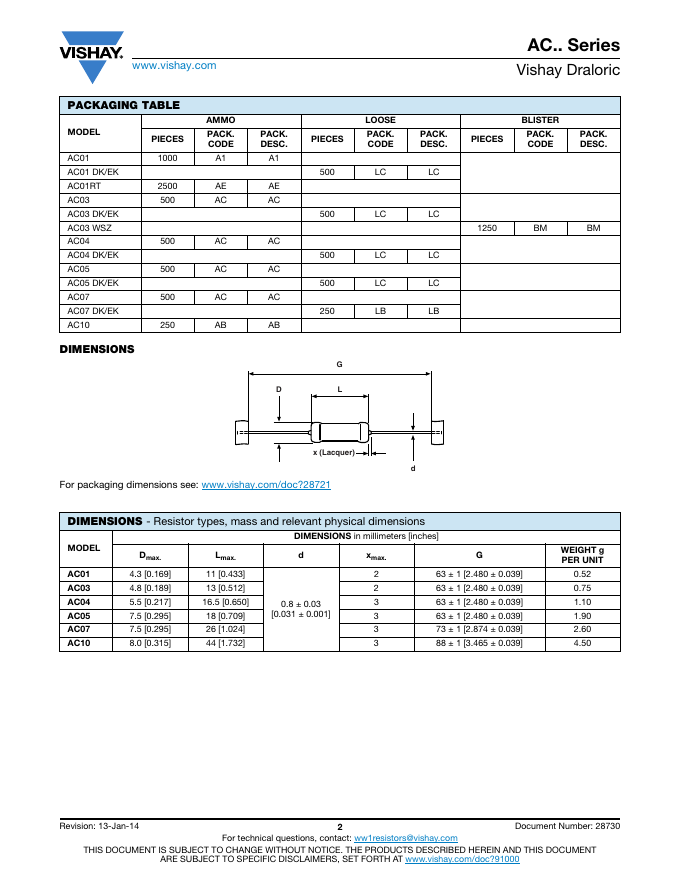 VISHAY.
www.vishay.com
AC.. Series
Vishay Draloric
PACKAGING TABLE
MODEL AMMO LOOSE BLISTER
PIECES PACK. CODE PACK. DESC. PIECES PACK. CODE PACK. DESC. PIECES PACK. CODE PACK. DESC.
AC01 1000 A1 A1
AC01 DK/EK 500 LC LC
AC01RT 2500 AE AE
AC03 500 AC AC
AC03 DK/EK 500 LC LC
AC03 WSZ 1250 BM BM
AC04 500 AC AC
AC04 DK/EK 500 LC LC
AC05 500 AC AC
AC05 DK/EK 500 LC LC
AC07 500 AC AC
AC07 DK/EK 250 LB LB
AC10 250 AB AB
DIMENSIONS
G
D L
x (Lacquer)
d
For packaging dimensions see: www.vishay.com/doc?28721
DIMENSIONS - Resistor types, mass and relevant physical dimensions
MODEL DIMENSIONS in millimeters [inches]
Dmax. Lmax. d xmax. G WEIGHT g PER UNIT
AC01 4.3 [0.169] 11 [0.433] 2 63 ± 1 [2.480 ± 0.039] 0.52
AC03 4.8 [0.189] 13 [0.512] 2 63 ± 1 [2.480 ± 0.039] 0.75
AC04 5.5 [0.217] 16.5 [0.650] 0.8 ± 0.03 3 63 ± 1 [2.480 ± 0.039] 1.10
AC05 7.5 [0.295] 18 [0.709] [0.031 ± 0.001] 3 63 ± 1 [2.480 ± 0.039] 1.90
AC07 7.5 [0.295] 26 [1.024] 3 73 ± 1 [2.874 ± 0.039] 2.60
AC10 8.0 [0.315] 44 [1.732] 3 88 ± 1 [3.465 ± 0.039] 4.50
Revision: 13-Jan-14 2 Document Number: 28730
For technical questions, contact: ww1resistors@vishay.com
THIS DOCUMENT IS SUBJECT TO CHANGE WITHOUT NOTICE. THE PRODUCTS DESCRIBED HEREIN AND THIS DOCUMENT
ARE SUBJECT TO SPECIFIC DISCLAIMERS, SET FORTH AT www.vishay.com/doc?91000